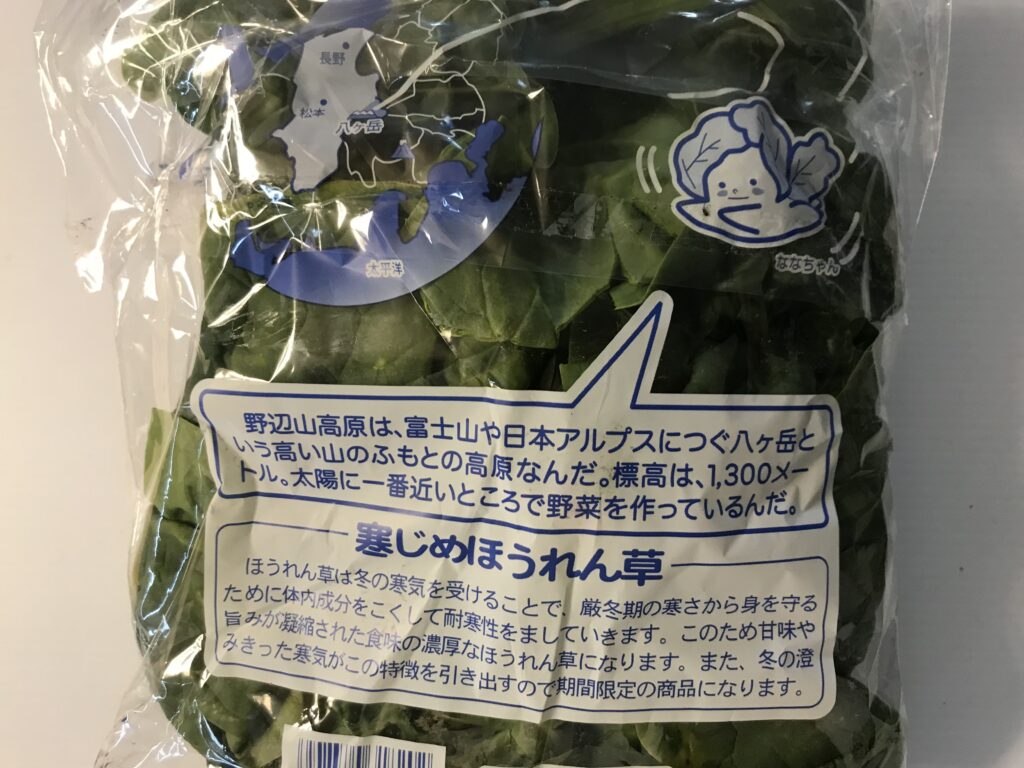 長野
松本
八ヶ岳
太平洋
ななちゃん
野辺山高原は、富士山や日本アルプスにつぐ八ヶ岳と
いう高い山のふもとの高原なんだ。標高は、1,300メー
トル。太陽に一番近いところで野菜を作っているんだ。
寒じめほうれん草
ほうれん草は冬の寒気を受けることで、厳冬期の寒さから身を守る
ために体内成分をこくして耐寒性をましていきます。このため甘味や
旨みが凝縮された食味の濃厚なほうれん草になります。また、冬の澄
みきった寒気がこの特徴を引き出すので期間限定の商品になります。